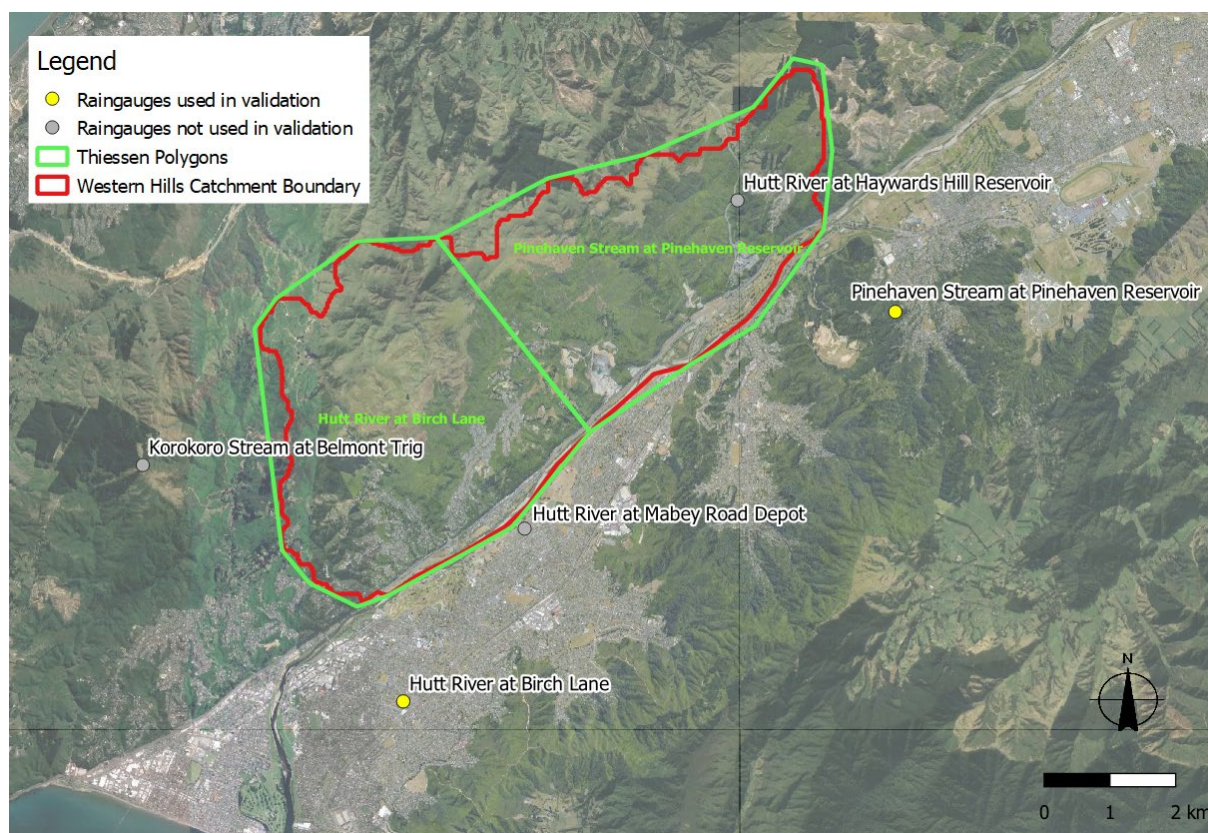 Legend
Raingauges used in validation
Raingauges not used in validation
Thiessen Polygons
Western Hills Catchment Boundary
Hutt River at Haywards Hill Reservoir
Pinehaven Stream at Pinehaven Reservoir
Pinehaven Stream at Pinehaven Reservoir
Hutt River at Birch Lane
Korokoro Stream at Belmont Trig
Hutt River at Mabey Road Depot
Hutt River at Birch Lane
N
0 1 2 km